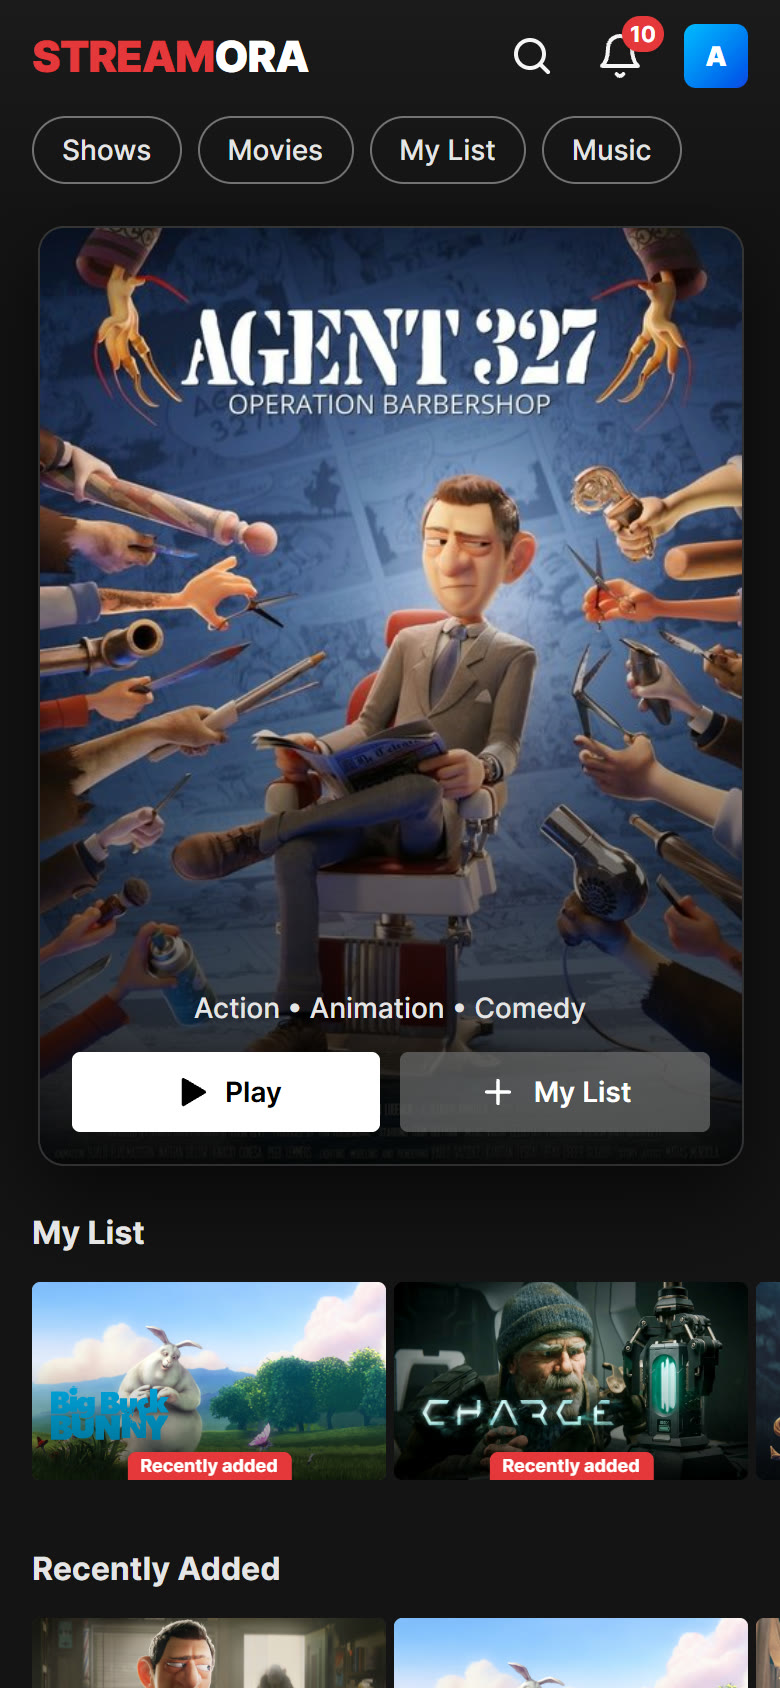 STREAMORA
10
A
Shows
Movies
My List
Music
AGENT 327
OPERATION BARBERSHOP
Action • Animation • Comedy
Play
My List
My List
Big Buck
BUNNY
CHARGE
Recently added
Recently added
Recently Added